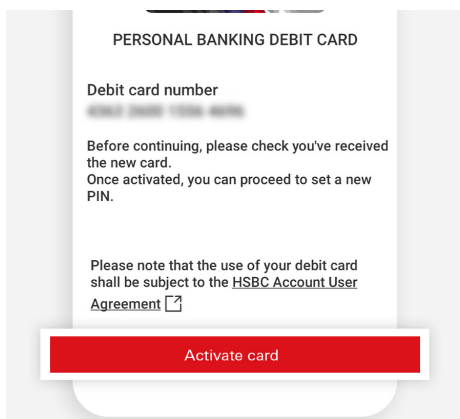 PERSONAL BANKING DEBIT CARD
Debit card number
Before continuing, please check you've received
the new card.
Once activated, you can proceed to set a new
PIN.
Please note that the use of your debit card
shall be subject to the HSBC Account User
Agreement
Activate card